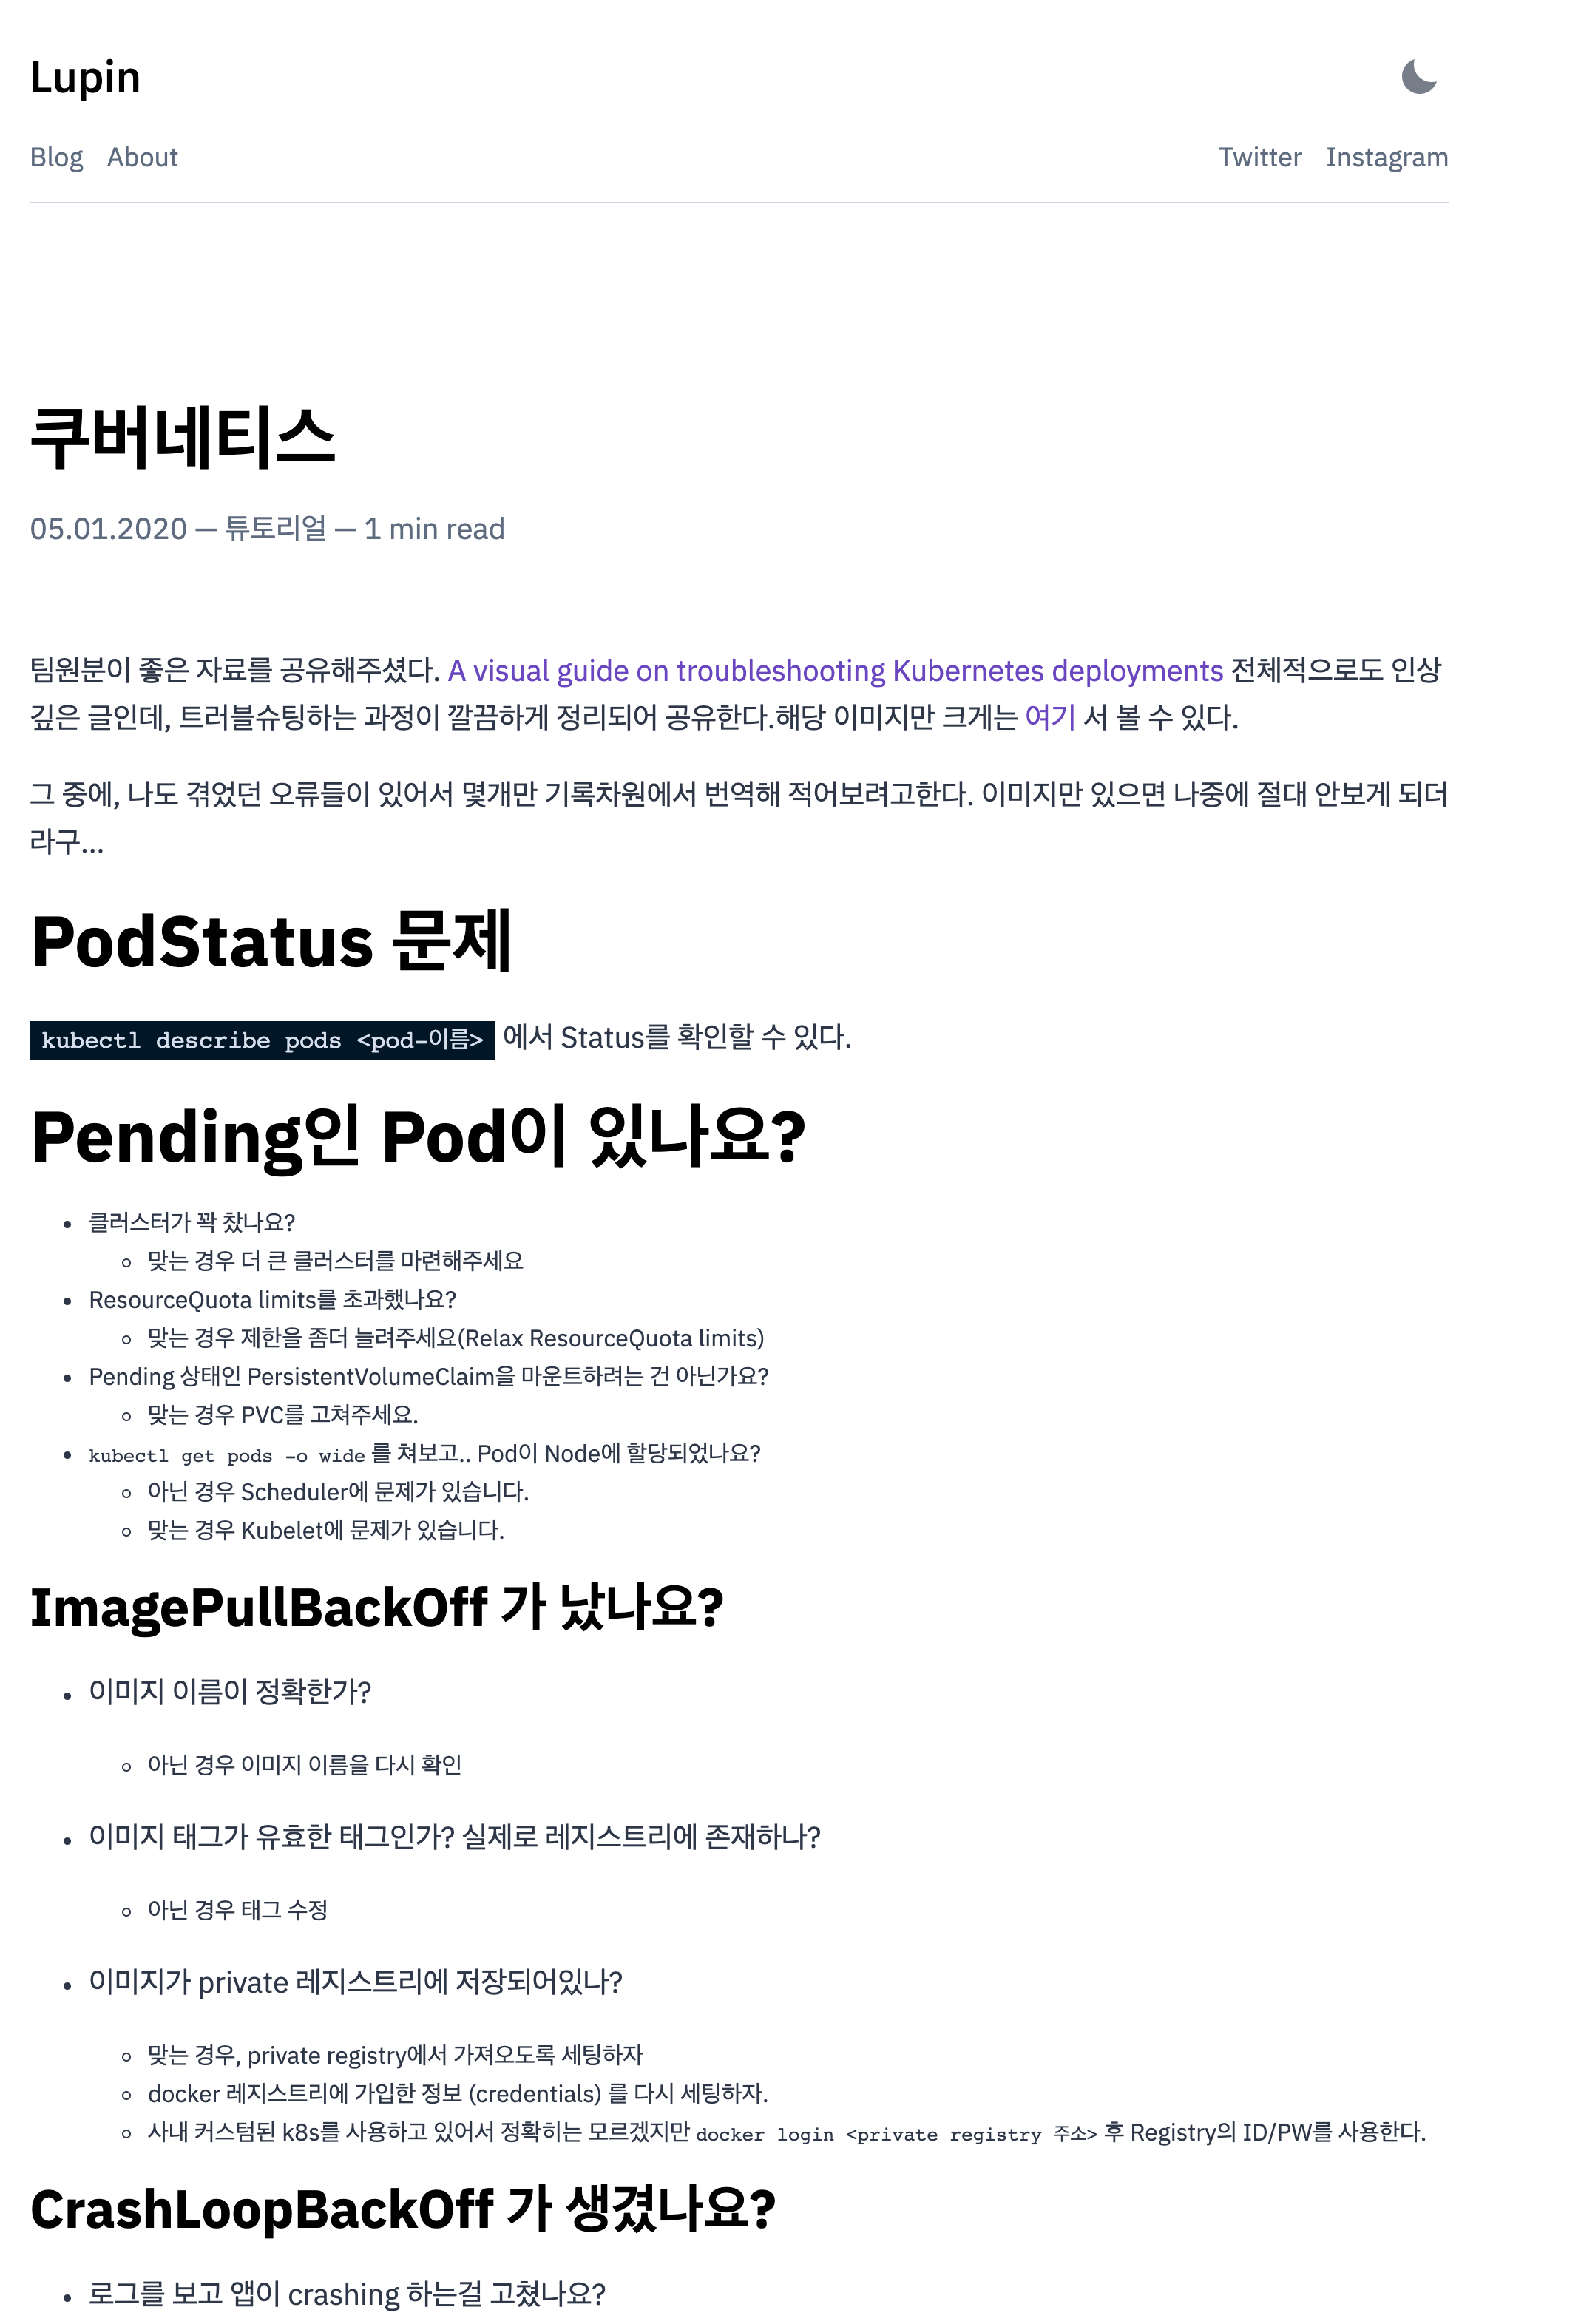 Lupin
Blog About Twitter Instagram
쿠버네티스
05.01.2020 — 튜토리얼 — 1 min read
팀원분이 좋은 자료를 공유해주셨다. A visual guide on troubleshooting Kubernetes deployments 전체적으로도 인상
깊은 글인데, 트러블슈팅하는 과정이 깔끔하게 정리되어 공유한다.해당 이미지만 크게는 여기 서 볼 수 있다.
그 중에, 나도 겪었던 오류들이 있어서 몇개만 기록차원에서 번역해 적어보려고한다. 이미지만 있으면 나중에 절대 안보게 되더
라구...
PodStatus 문제
kubectl describe pods <pod-이름> 에서 Status를 확인할 수 있다.
Pending인 Pod이 있나요?
• 클러스터가 꽉 찼나요?
◦ 맞는 경우 더 큰 클러스터를 마련해주세요
• ResourceQuota limits를 초과했나요?
◦ 맞는 경우 제한을 좀더 늘려주세요(Relax ResourceQuota limits)
• Pending 상태인 PersistentVolumeClaim을 마운트하려는 건 아닌가요?
◦ 맞는 경우 PVC를 고쳐주세요.
• kubectl get pods -o wide 를 쳐보고.. Pod이 Node에 할당되었나요?
◦ 아닌 경우 Scheduler에 문제가 있습니다.
◦ 맞는 경우 Kubelet에 문제가 있습니다.
ImagePullBackOff 가 났나요?
• 이미지 이름이 정확한가?
◦ 아닌 경우 이미지 이름을 다시 확인
• 이미지 태그가 유효한 태그인가? 실제로 레지스트리에 존재하나?
◦ 아닌 경우 태그 수정
• 이미지가 private 레지스트리에 저장되어있나?
◦ 맞는 경우, private registry에서 가져오도록 세팅하자
◦ docker 레지스트리에 가입한 정보 (credentials) 를 다시 세팅하자.
◦ 사내 커스텀된 k8s를 사용하고 있어서 정확히는 모르겠지만 docker login <private registry 주소> 후 Registry의 ID/PW를 사용한다.
CrashLoopBackOff 가 생겼나요?
• 로그를 보고 앱이 crashing 하는걸 고쳤나요?